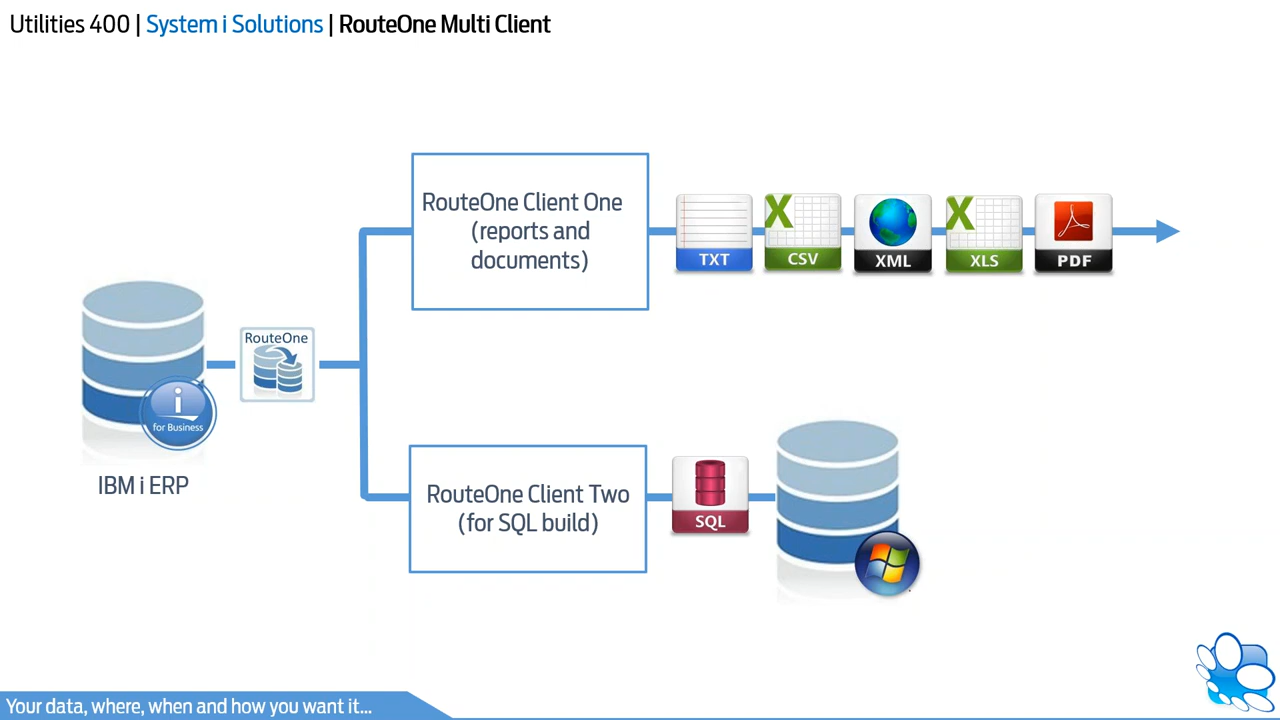 Utilities 400 | System i Solutions | RouteOne Multi Client
RouteOne Client One
(reports and
documents)
TXT
CSV
XML
XLS
PDF
RouteOne
i
for Business
IBM i ERP
RouteOne Client Two
(for SQL build)
SQL
Your data, where, when and how you want it...